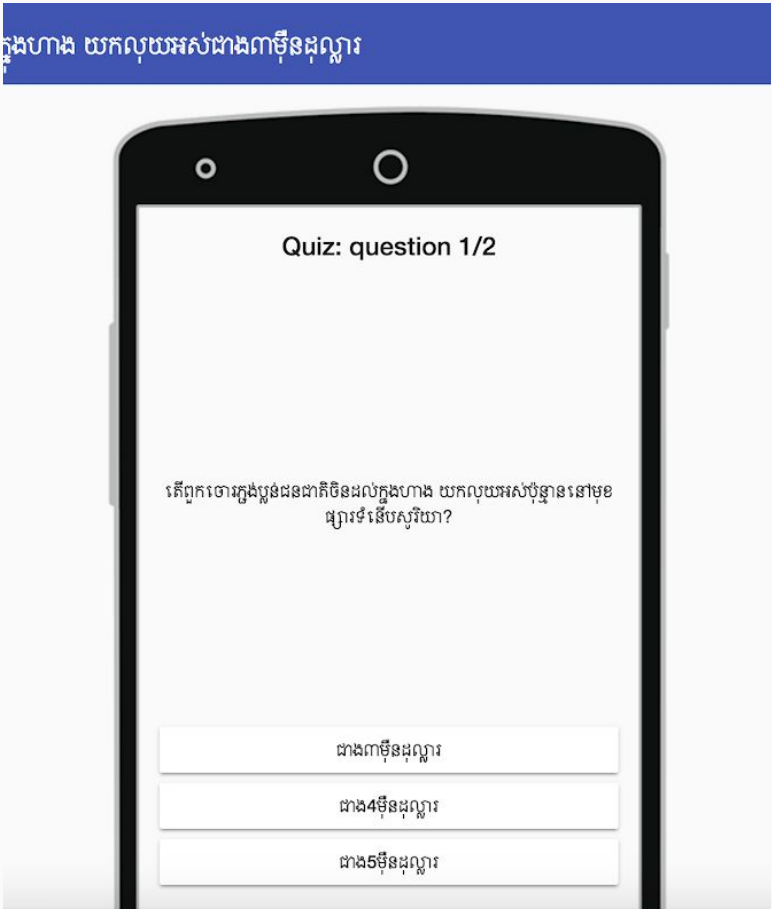 ក្នុងហាង យកលុយអស់ជាង៣ម៉ឺនដុល្លារ
Quiz: question 1/2
តើពួកចោរភ្ជង់ប្លន់ជនជាតិចិនដល់ក្នុងហាង យកលុយអស់ប៉ុន្មាននៅមុខ
ផ្សារទំនើបសូរិយា?
ជាង៣ម៉ឺនដុល្លារ
ជាង4ម៉ឺនដុល្លារ
ជាង5ម៉ឺនដុល្លារ